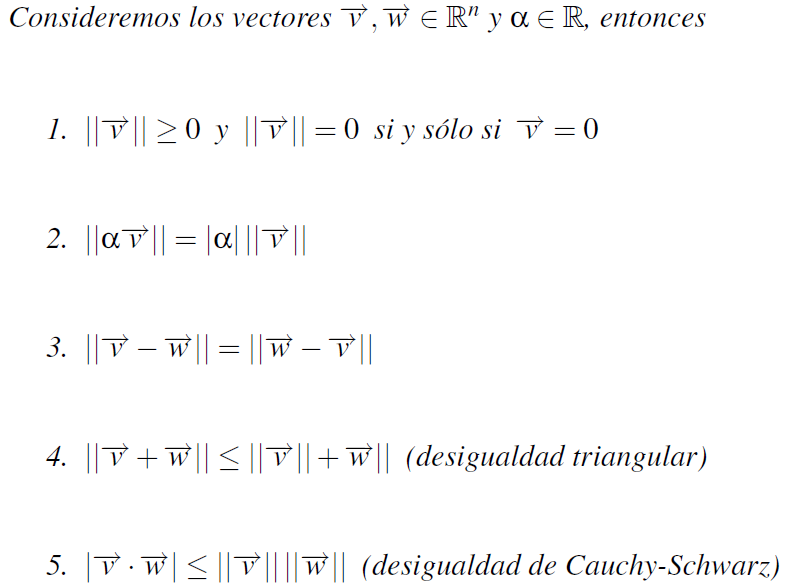 Consideremos los vectores $\overrightarrow{v}, \overrightarrow{w} \in \mathbb{R}^n$ y $\alpha \in \mathbb{R}$, entonces
1. $||\overrightarrow{v}|| \geq 0$ y $||\overrightarrow{v}|| = 0$ si y sólo si $\overrightarrow{v} = 0$
2. $||\alpha \overrightarrow{v}|| = |\alpha| \, ||\overrightarrow{v}||$
3. $||\overrightarrow{v} - \overrightarrow{w}|| = ||\overrightarrow{w} - \overrightarrow{v}||$
4. $||\overrightarrow{v} + \overrightarrow{w}|| \leq ||\overrightarrow{v}|| + \overrightarrow{w}||$ (desigualdad triangular)
5. $|\overrightarrow{v} \cdot \overrightarrow{w}| \leq ||\overrightarrow{v}|| \, ||\overrightarrow{w}||$ (desigualdad de Cauchy-Schwarz)